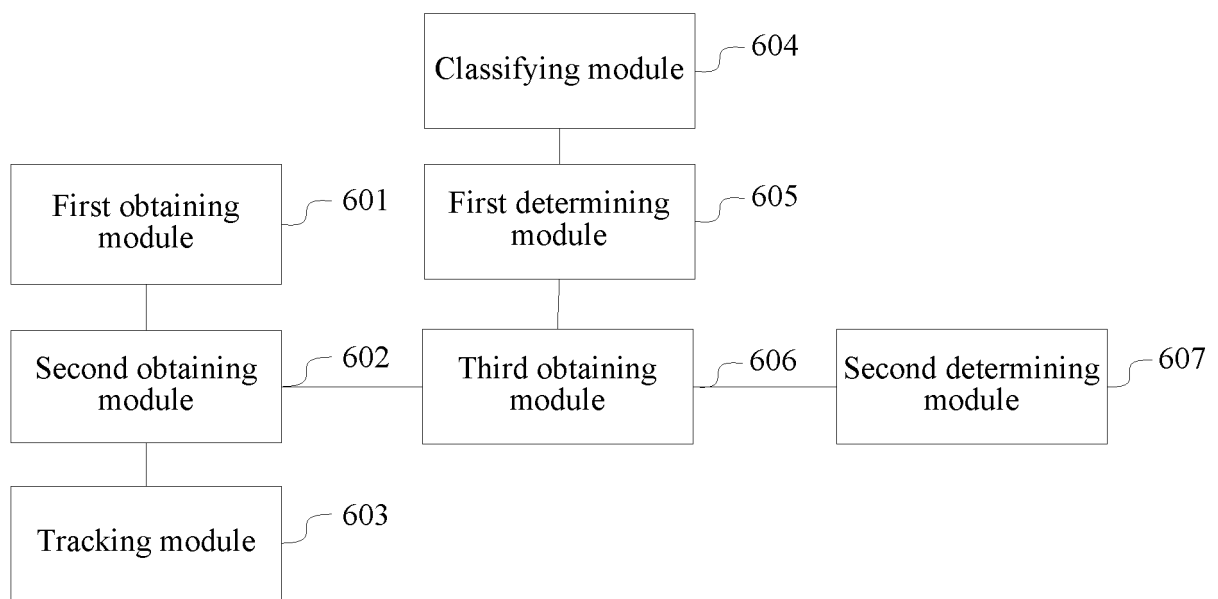 Classifying module
604
First obtaining
module
601
First determining
module
605
Second obtaining
module
602
Third obtaining
module
606
Second determining
module
607
Tracking module
603